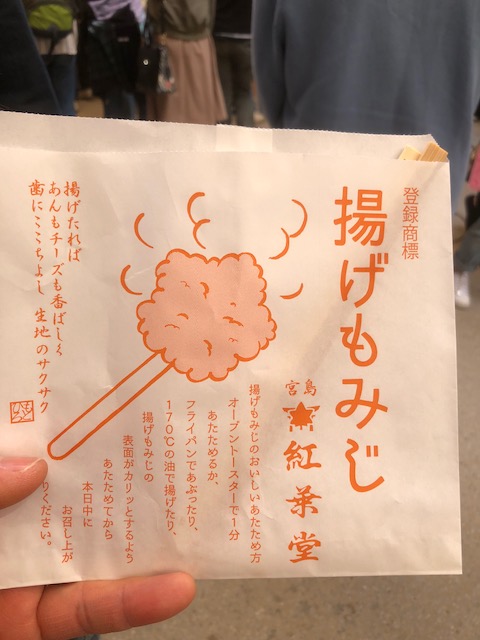 登録商標
揚げもみじ
宮島
紅葉堂
揚げもみじのおいしいあたため方
オーブントースターで1分
あたためるか、
フライパンであぶったり、
170℃の油で揚げたり、
揚げもみじの
表面がカリッとするよう
あたためてから
本日中に
お召し上が
りください。
揚げたれば
あんもチーズも香ばしく
歯にここちよし 生地のサクサク